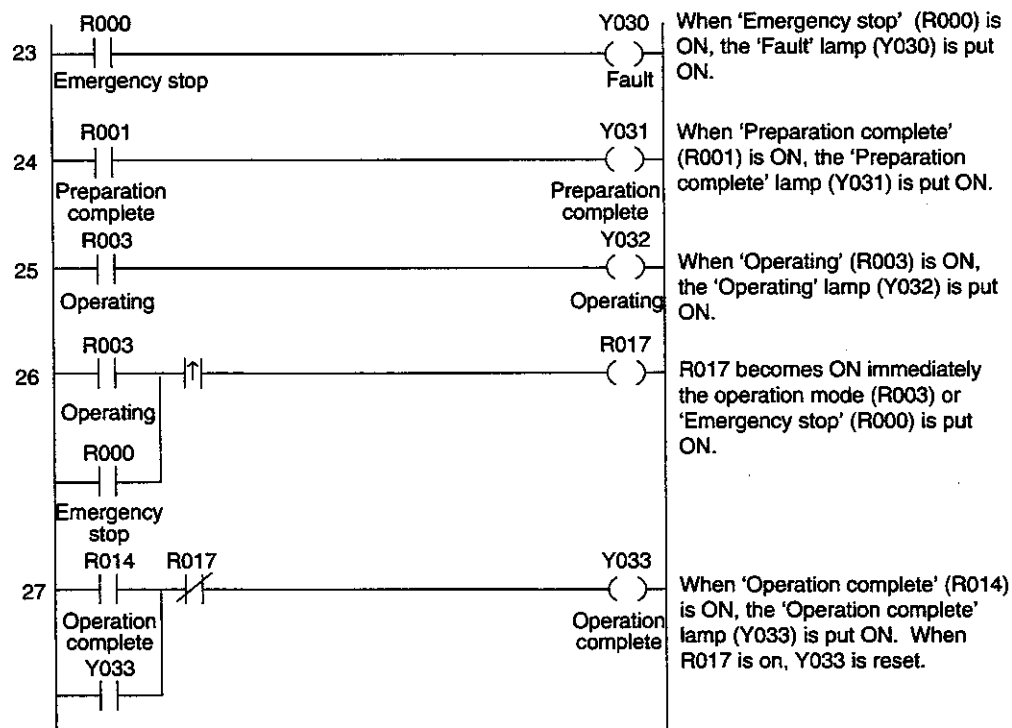 R000
Y030
23
Emergency stop
Fault
When 'Emergency stop' (R000) is
ON, the 'Fault' lamp (Y030) is put
ON.
R001
Y031
24
Preparation
complete
Preparation
complete
When 'Preparation complete'
(R001) is ON, the 'Preparation
complete' lamp (Y031) is put ON.
R003
Y032
25
Operating
Operating
When 'Operating' (R003) is ON,
the 'Operating' lamp (Y032) is put
ON.
R003
R017
26
Operating
R000
Emergency
stop
R017 becomes ON immediately
the operation mode (R003) or
'Emergency stop' (R000) is put
ON.
R014
R017
Y033
27
Operation
complete
Y033
Operation
complete
When 'Operation complete' (R014)
is ON, the 'Operation complete'
lamp (Y033) is put ON. When
R017 is on, Y033 is reset.